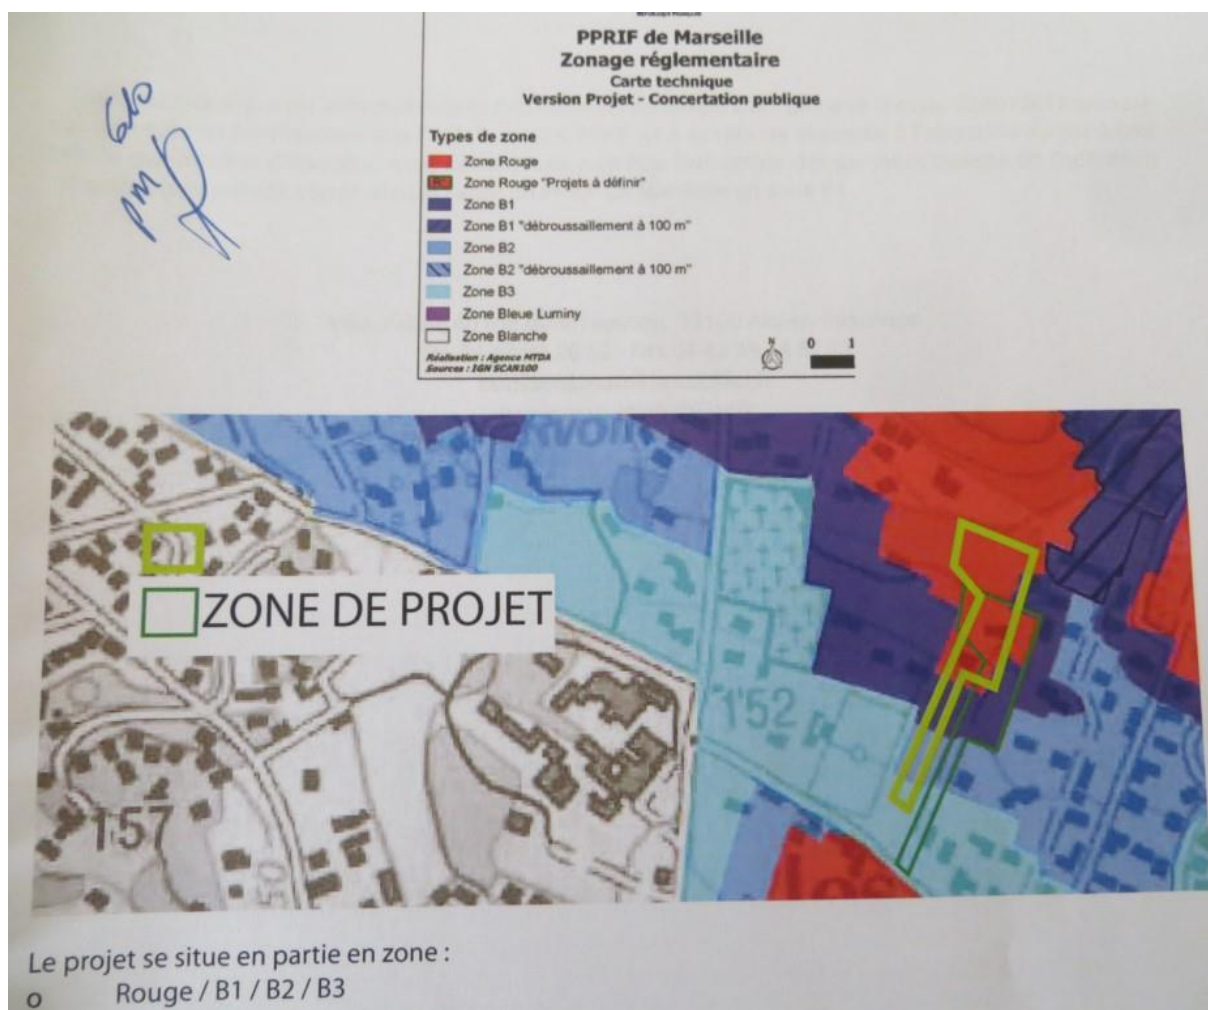 PPRIF de Marseille
Zonage réglementaire
Carte technique
Version Projet - Concertation publique
Types de zone
Zone Rouge
Zone Rouge "Projets à définir"
Zone B1
Zone B1 "débroussaillement à 100 m"
Zone B2
Zone B2 "débroussaillement à 100 m"
Zone B3
Zone Bleue Luminy
Zone Blanche
Réalisation : Agence MTDA
Sources : IGN SCAN100
N 0 1
ZONE DE PROJET
152
157
Le projet se situe en partie en zone :
o Rouge / B1 / B2 / B3